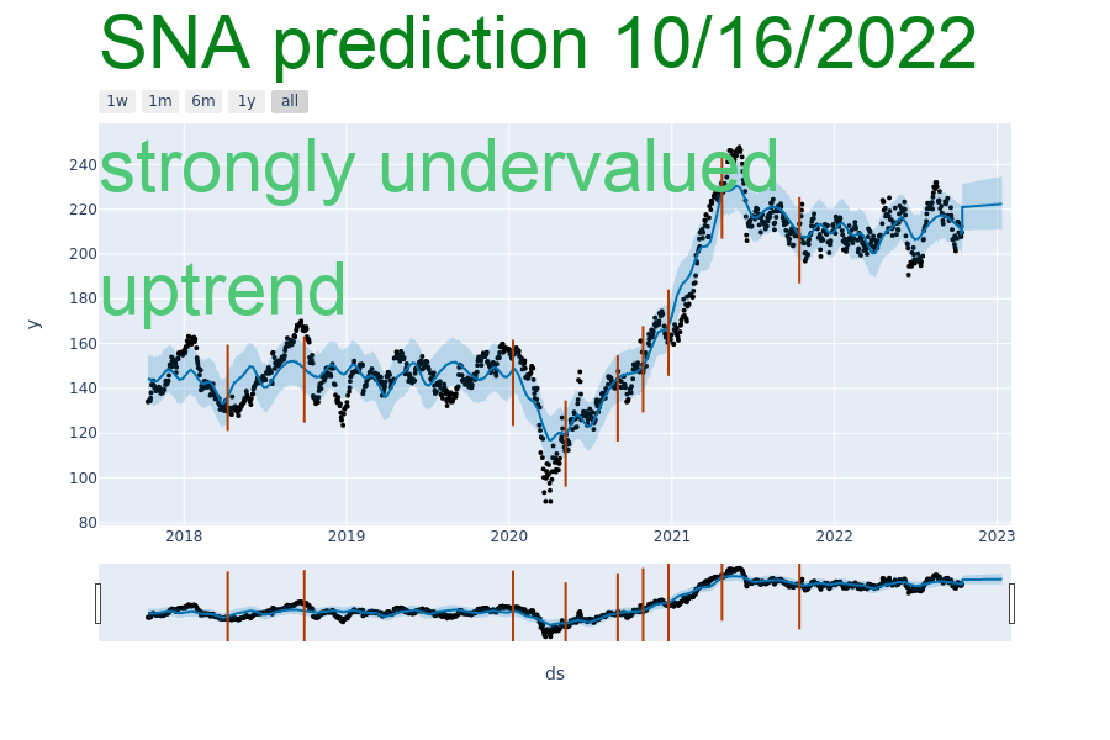 SNA prediction 10/16/2022
1w 1m 6m 1y all
strongly undervalued
uptrend
240
220
200
180
160
140
120
100
80
y
2018 2019 2020 2021 2022 2023
ds